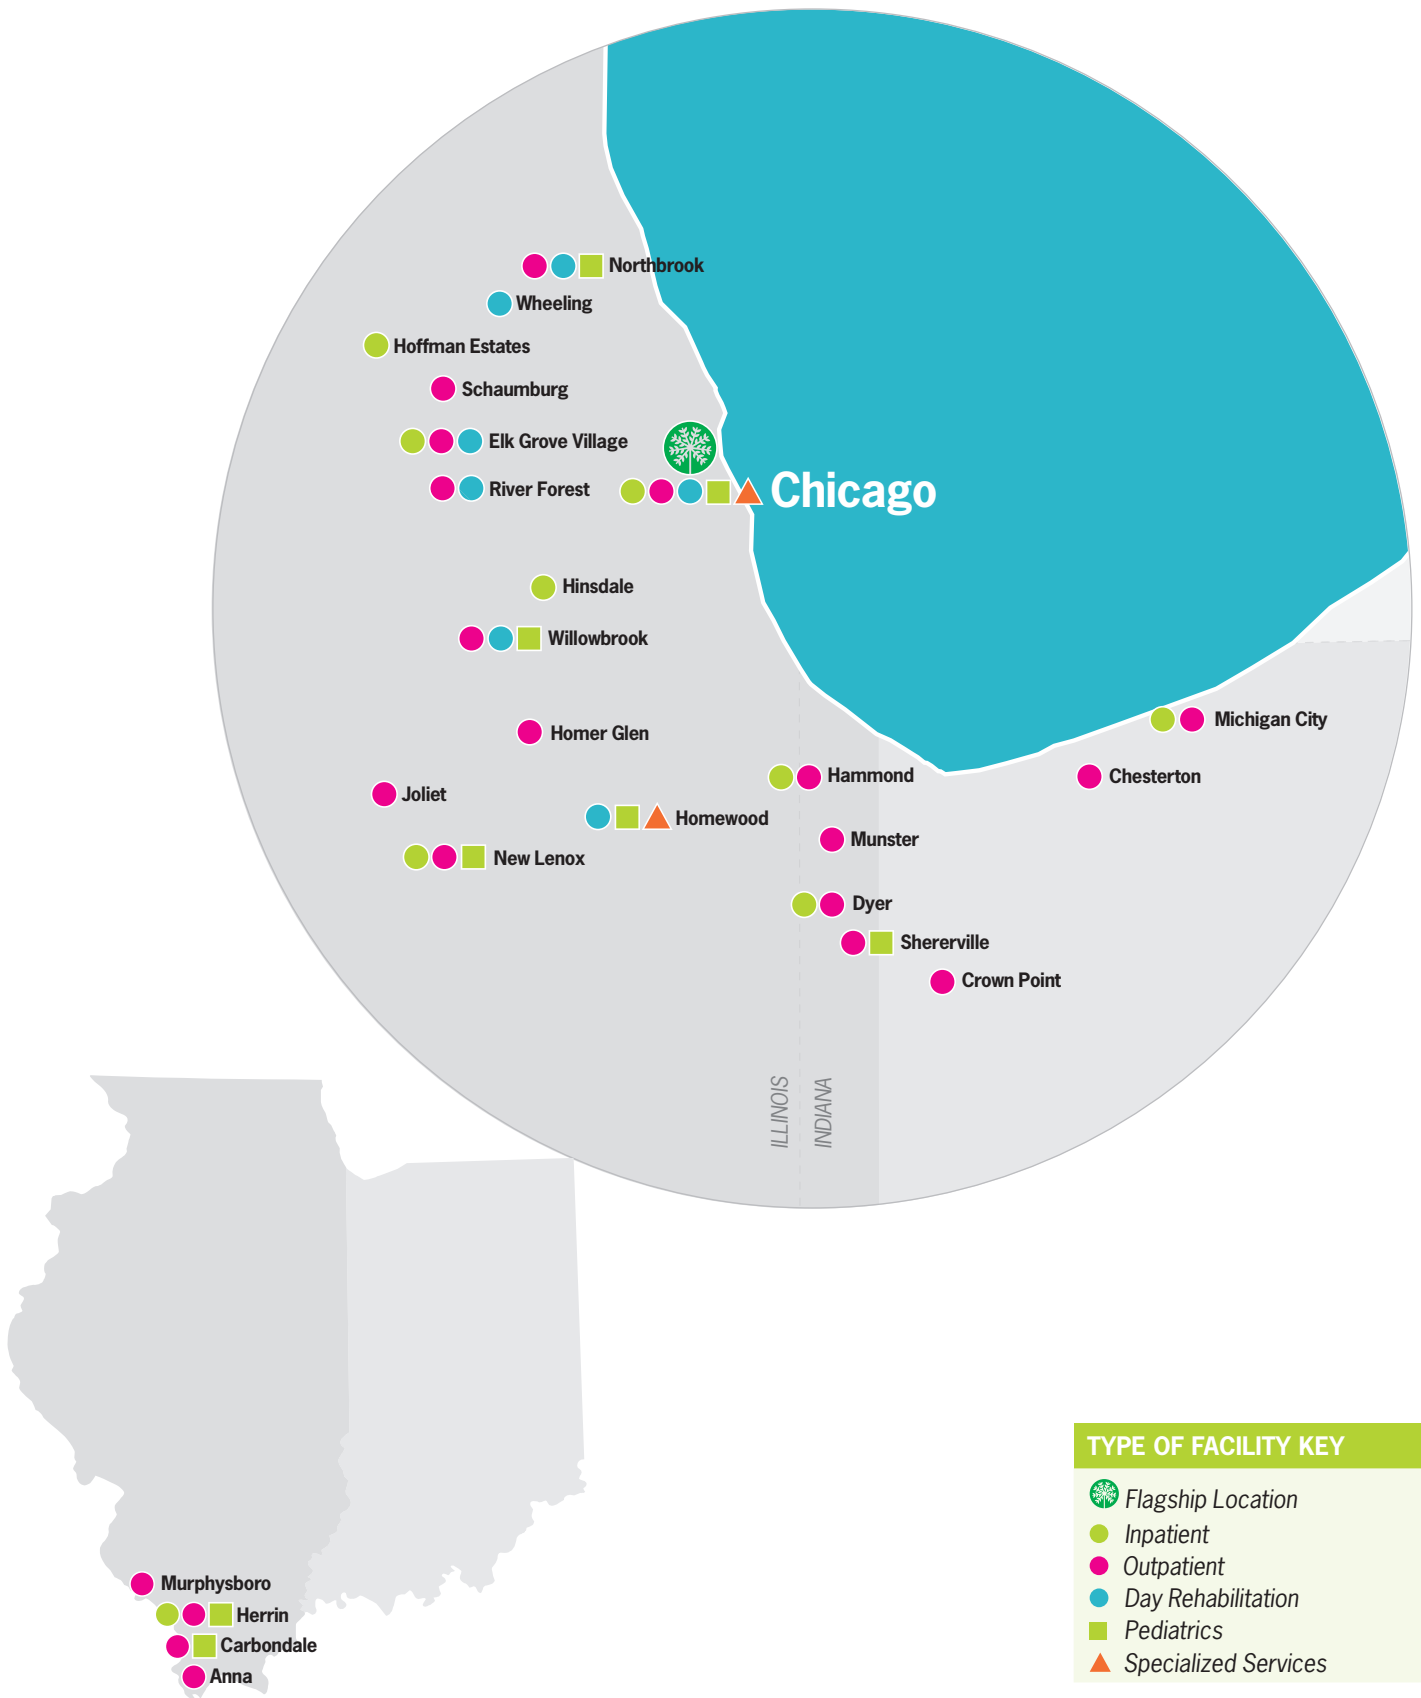 Northbrook
Wheeling
Hoffman Estates
Schaumburg
Elk Grove Village
River Forest
Chicago
Hinsdale
Willowbrook
Homer Glen
Michigan City
Hammond
Chesterton
Joliet
Homewood
Munster
New Lenox
Dyer
Shererville
Crown Point
ILLINOIS
INDIANA
TYPE OF FACILITY KEY
Flagship Location
Inpatient
Outpatient
Day Rehabilitation
Pediatrics
Specialized Services
Murphysboro
Herrin
Carbondale
Anna